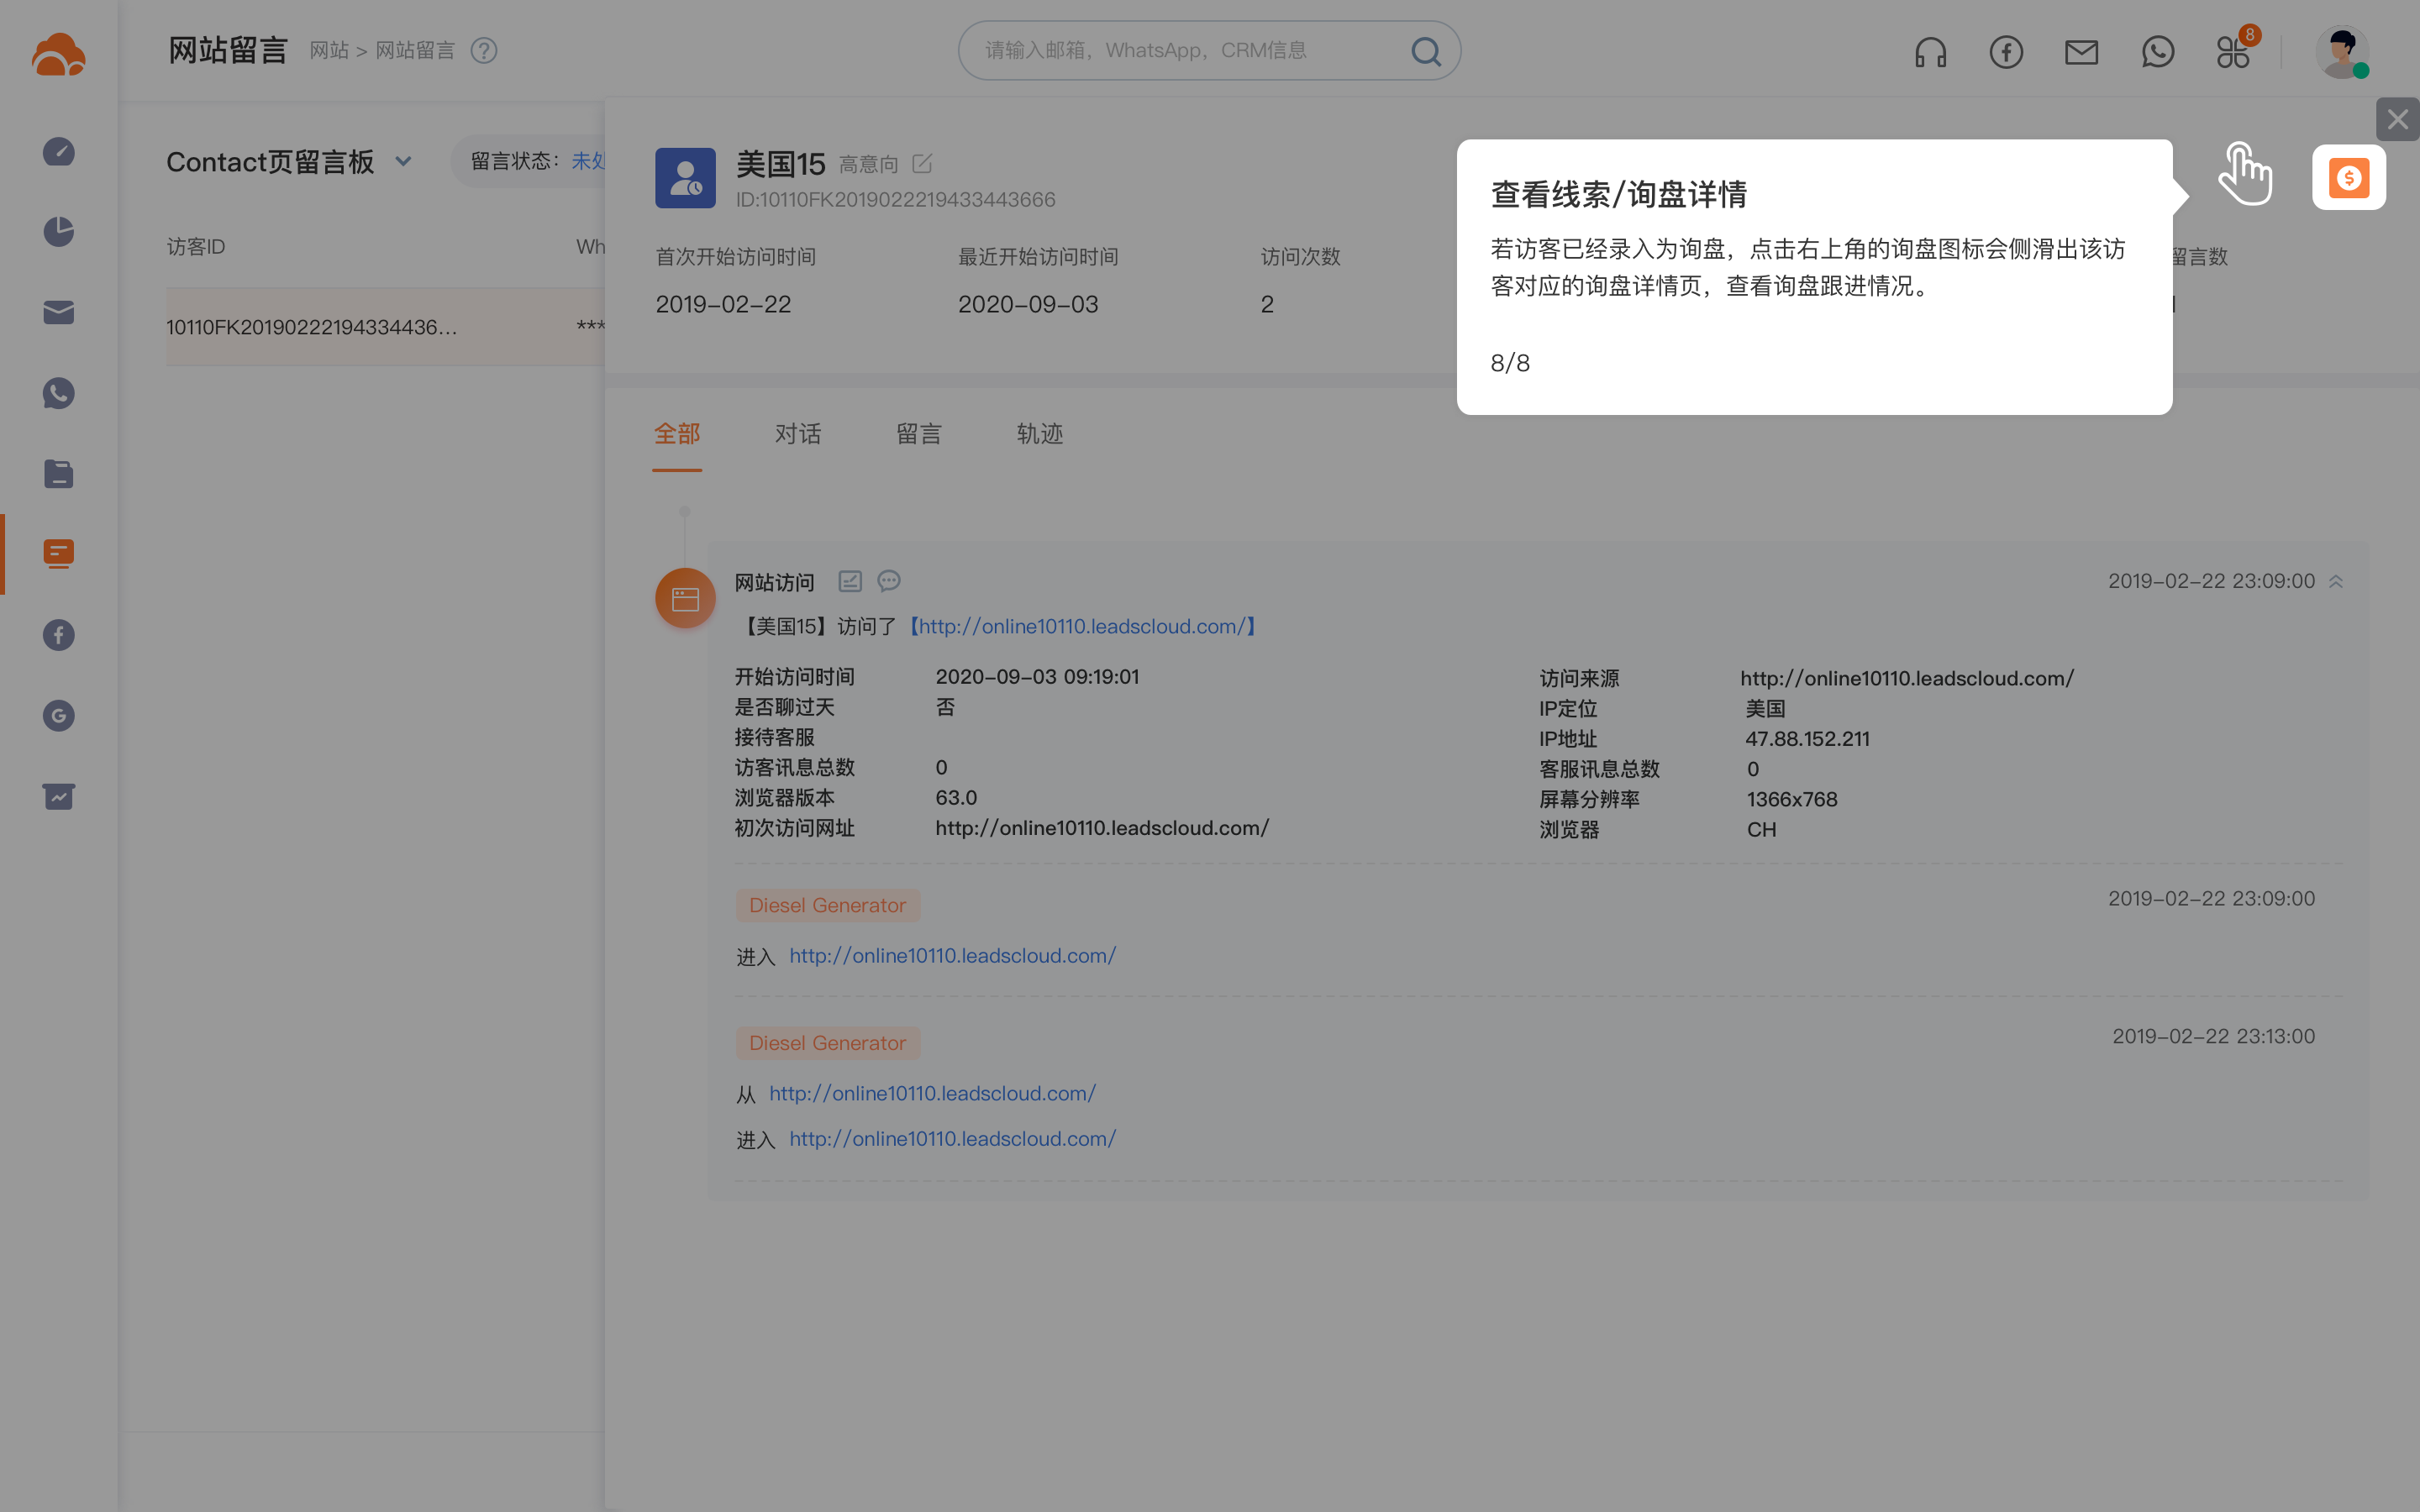 网站留言
网站 > 网站留言
请输入邮箱，WhatsApp，CRM信息
8
Contact页留言板
留言状态：未处
访客ID
Wh
10110FK20190222194334436...
***
美国15 高意向
ID:10110FK2019022219433443666
首次开始访问时间
最近开始访问时间
访问次数
留言数
2019-02-22
2020-09-03
2
查看线索/询盘详情
若访客已经录入为询盘，点击右上角的询盘图标会侧滑出该访
客对应的询盘详情页，查看询盘跟进情况。
8/8
全部
对话
留言
轨迹
网站访问
2019-02-22 23:09:00
【美国15】访问了【http://online10110.leadscloud.com/】
开始访问时间 2020-09-03 09:19:01
访问来源 http://online10110.leadscloud.com/
是否聊过天 否
IP定位 美国
接待客服
IP地址 47.88.152.211
访客讯息总数 0
客服讯息总数 0
浏览器版本 63.0
屏幕分辨率 1366x768
初次访问网址 http://online10110.leadscloud.com/
浏览器 CH
Diesel Generator
2019-02-22 23:09:00
进入 http://online10110.leadscloud.com/
Diesel Generator
2019-02-22 23:13:00
从 http://online10110.leadscloud.com/
进入 http://online10110.leadscloud.com/